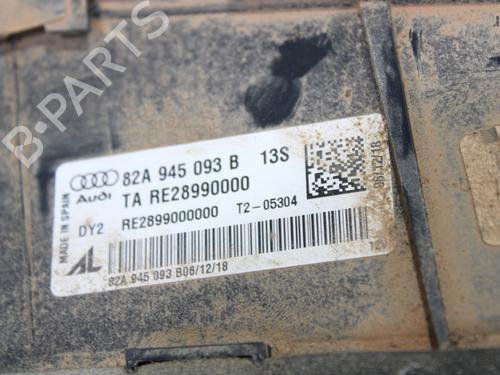 B-PARTS
Audi
82A 945 093 B 13S
TA RE28990000
DY2 RE2899000000 T2-05304
MADE IN SPAIN
AL
82A 945 093 B06/12/18
06/12/18
12V